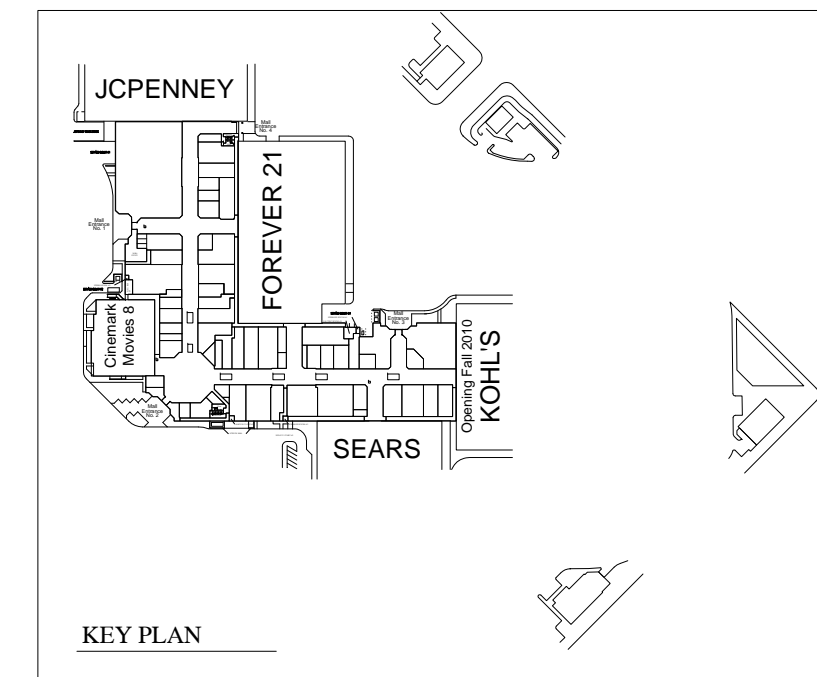 JCPENNEY
Mall
Entrance
No. 4
FOREVER 21
Mall
Entrance
No. 1
Cinemark
Movies 8
Mall
Entrance
No. 3
Opening Fall 2010
KOHL'S
Mall
Entrance
No. 2
SEARS
KEY PLAN